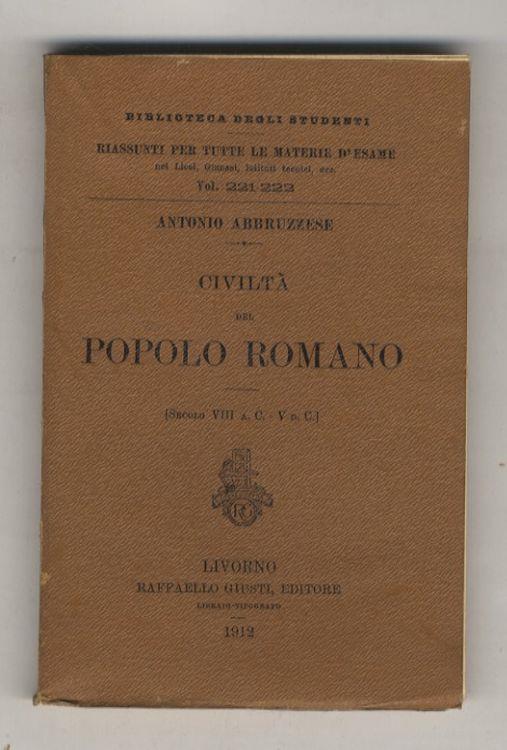 BIBLIOTECA DEGLI STUDENTI
RIASSUNTI PER TUTTE LE MATERIE D'ESAME
nei Licei, Ginnasi, Istituti tecnici, ecc.
Vol. 221-222
ANTONIO ABBRUZZESE
CIVILTÀ
DEL
POPOLO ROMANO
[SECOLO VIII A. C. - V D. C.]
RG
LIVORNO
RAFFAELLO GIUSTI, EDITORE
LIBRAIO-TIPOGRAFO
1912